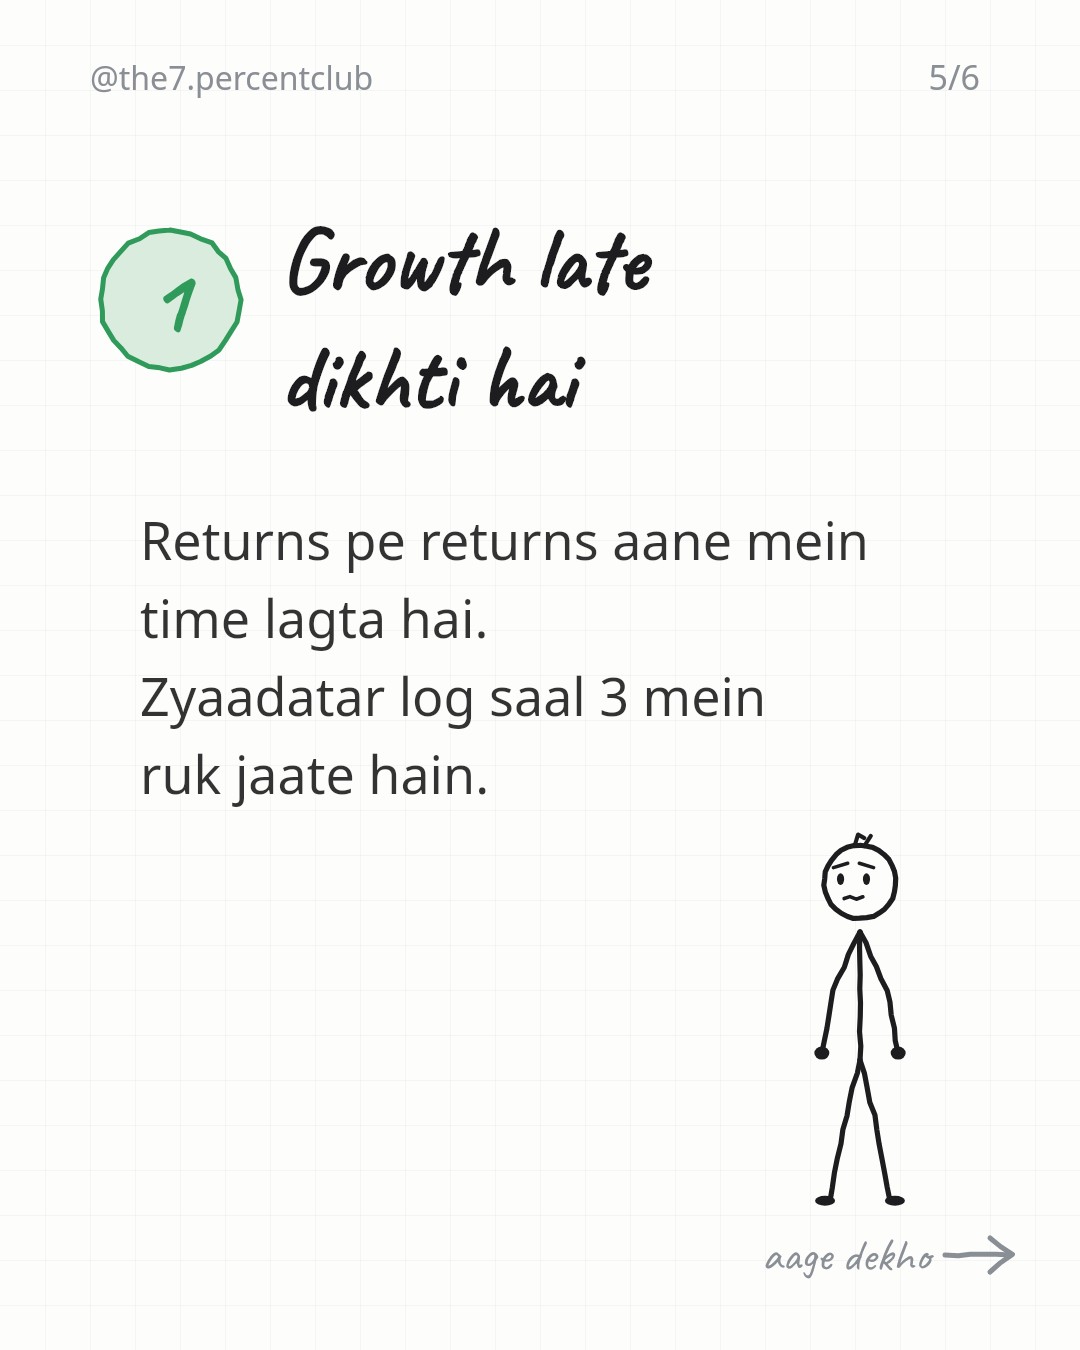 @the7.percentclub
5/6
1
Growth late
dikhti hai
Returns pe returns aane mein
time lagta hai.
Zyaadatar log saal 3 mein
ruk jaate hain.
aage dekho